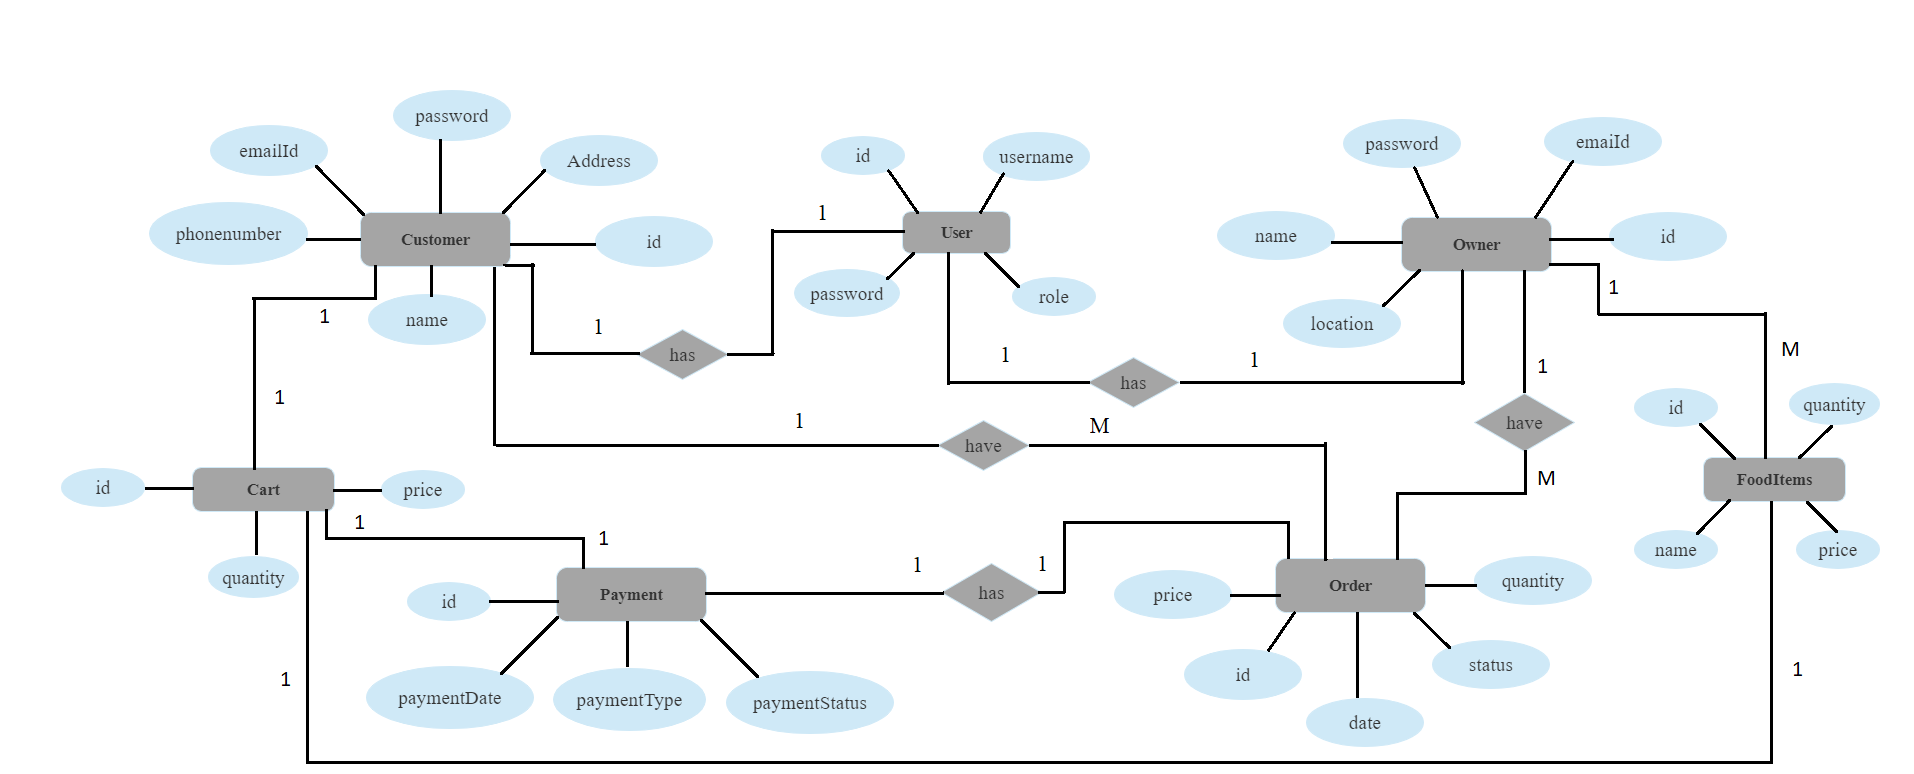 password
emailId
Address
phonenumber
Customer
id
name
1
1
id
username
1
User
password
role
1
has
password
emaiId
name
Owner
id
location
1
1
has
1
1
have
M
M
1
have
M
id
quantity
FoodItems
name
price
id
Cart
price
quantity
1
1
1
has
1
id
Payment
paymentDate
paymentType
paymentStatus
price
Order
quantity
id
status
date
1
1